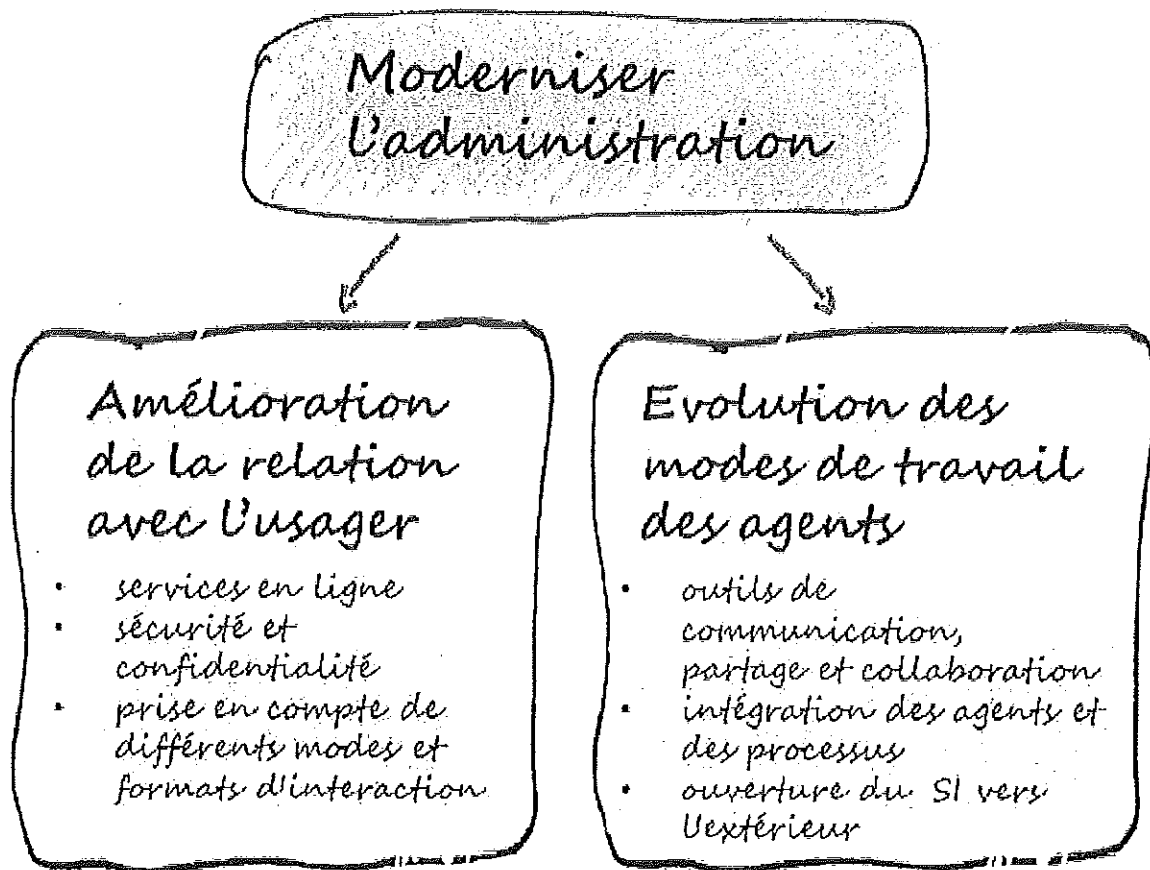 Moderniser
l'administration
Amélioration
de la relation
avec l'usager
• services en ligne
• sécurité et
confidentialité
• prise en compte de
différents modes et
formats d'interaction
Evolution des
modes de travail
des agents
• outils de
communication,
partage et collaboration
• intégration des agents et
des processus
• ouverture du SI vers
l'extérieur